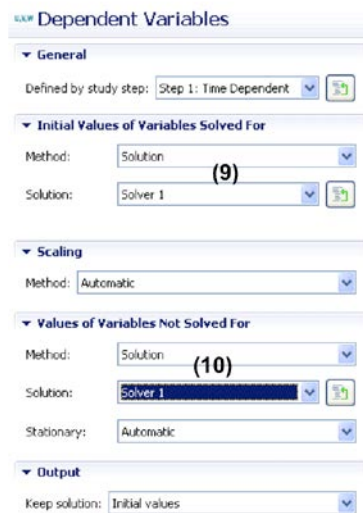 Dependent Variables
General
Defined by study step: Step 1: Time Dependent
Initial Values of Variables Solved For
Method: Solution
(9)
Solution: Solver 1
Scaling
Method: Automatic
Values of Variables Not Solved For
Method: Solution
(10)
Solution: Solver 1
Stationary: Automatic
Output
Keep solution: Initial values